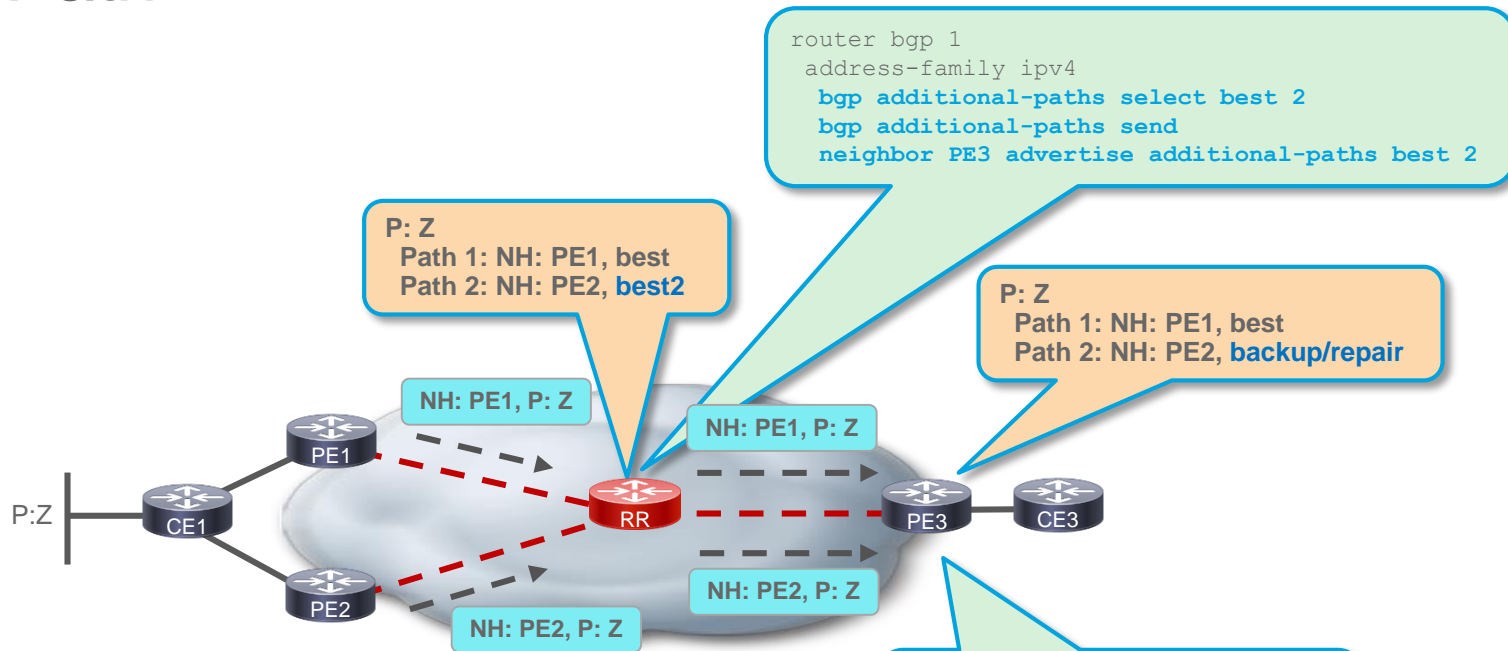 router bgp 1
address-family ipv4
bgp additional-paths select best 2
bgp additional-paths send
neighbor PE3 advertise additional-paths best 2
P: Z
Path 1: NH: PE1, best
Path 2: NH: PE2, best2
P: Z
Path 1: NH: PE1, best
Path 2: NH: PE2, backup/repair
NH: PE1, P: Z
NH: PE1, P: Z
PE1
P:Z
CE1
RR
PE3
CE3
PE2
NH: PE2, P: Z
NH: PE2, P: Z